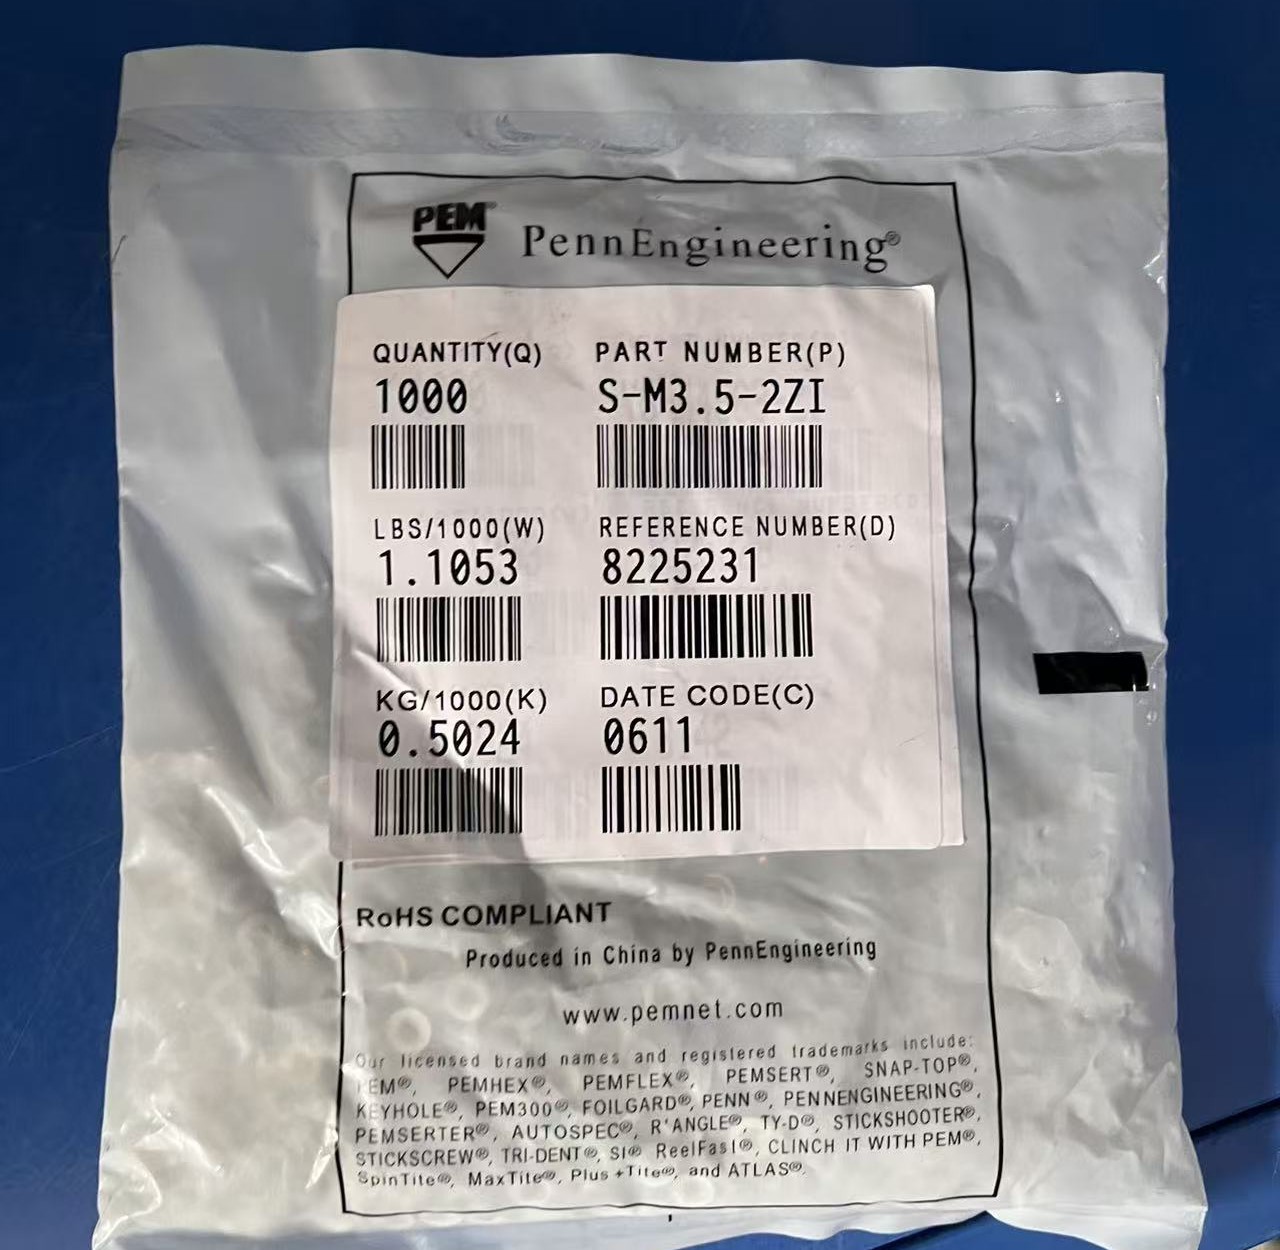 PEM®
PennEngineering®
QUANTITY(Q) PART NUMBER(P)
1000 S-M3.5-2ZI
LBS/1000(W) REFERENCE NUMBER(D)
1.1053 8225231
KG/1000(K) DATE CODE(C)
0.5024 0611
RoHS COMPLIANT
Produced in China by PennEngineering
www.pemnet.com
Our licensed brand names and registered trademarks include:
PEM®, PEMHEX®, PEMFLEX®, PEMSERT®, SNAP-TOP®,
KEYHOLE®, PEM300®, FOILGARD®, PENN®, PENNENGINEERING®,
PEMSERTER®, AUTOSPEC®, R'ANGLE®, TY-D®, STICKSHOOTER®,
STICKSCREW®, TRI-DENT®, SI® ReelFast®, CLINCH IT WITH PEM®,
SpinTite®, MaxTite®, Plus+Tite®, and ATLAS®.